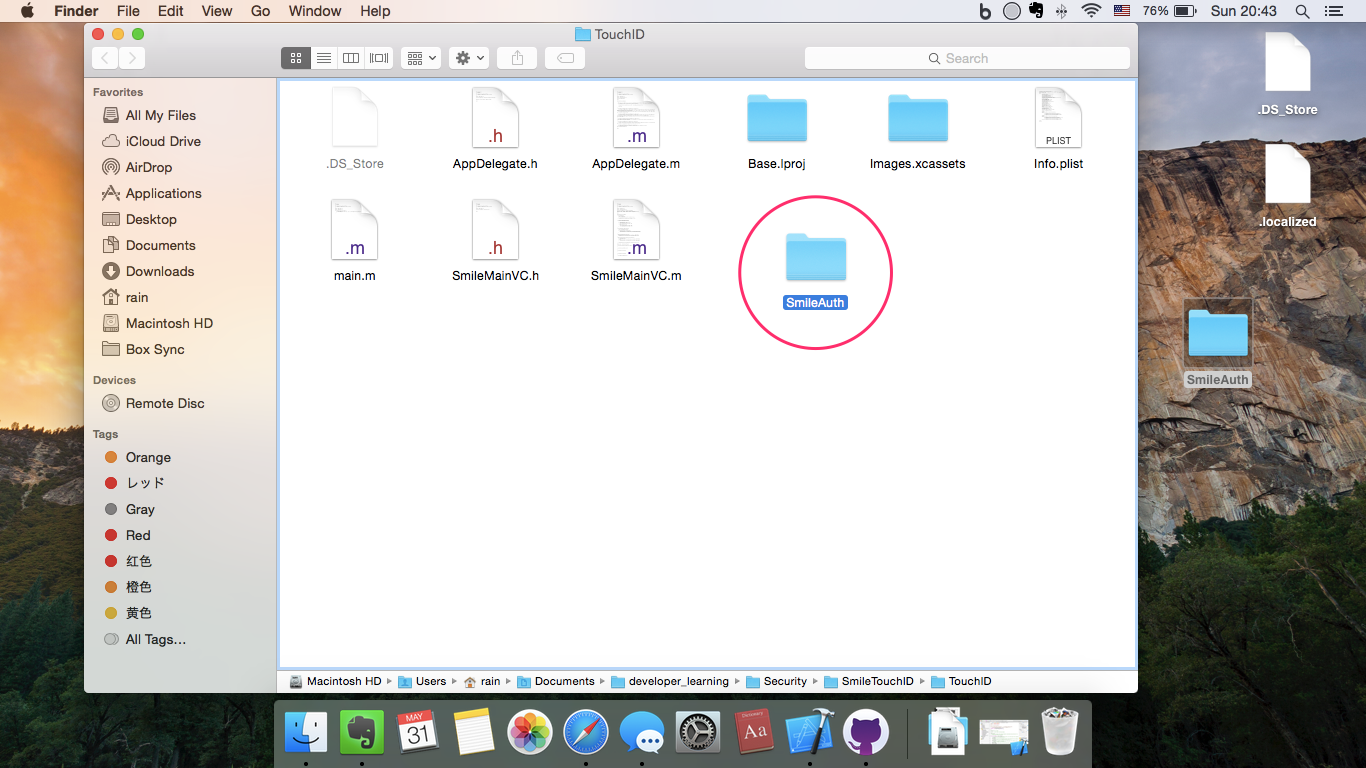 Finder File Edit View Go Window Help 76% Sun 20:43
TouchID
Search
Favorites
All My Files
iCloud Drive
AirDrop
Applications
Desktop
Documents
Downloads
rain
Macintosh HD
Box Sync
Devices
Remote Disc
Tags
Orange
レッド
Gray
Red
红色
橙色
黄色
All Tags...
.DS_Store
.h
AppDelegate.h
.m
AppDelegate.m
Base.lproj
Images.xcassets
PLIST
Info.plist
.m
main.m
.h
SmileMainVC.h
.m
SmileMainVC.m
SmileAuth
Macintosh HD Users rain Documents developer_learning Security SmileTouchID TouchID
.DS_Store
.localized
SmileAuth
MAY
31
Dictionary
Aa